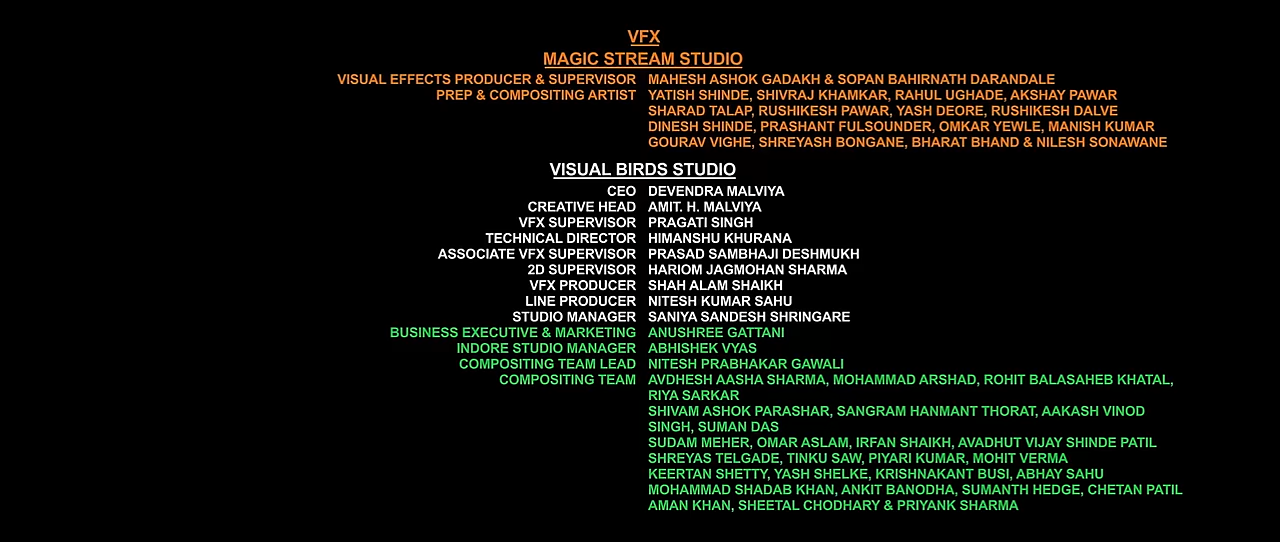 VFX
MAGIC STREAM STUDIO
VISUAL EFFECTS PRODUCER & SUPERVISOR MAHESH ASHOK GADAKH & SOPAN BAHIRNATH DARANDALE
PREP & COMPOSITING ARTIST YATISH SHINDE, SHIVRAJ KHAMKAR, RAHUL UGHADE, AKSHAY PAWAR
SHARAD TALAP, RUSHIKESH PAWAR, YASH DEORE, RUSHIKESH DALVE
DINESH SHINDE, PRASHANT FULSOUNDER, OMKAR YEWLE, MANISH KUMAR
GOURAV VIGHE, SHREYASH BONGANE, BHARAT BHAND & NILESH SONAWANE
VISUAL BIRDS STUDIO
CEO DEVENDRA MALVIYA
CREATIVE HEAD AMIT. H. MALVIYA
VFX SUPERVISOR PRAGATI SINGH
TECHNICAL DIRECTOR HIMANSHU KHURANA
ASSOCIATE VFX SUPERVISOR PRASAD SAMBHAJI DESHMUKH
2D SUPERVISOR HARIOM JAGMOHAN SHARMA
VFX PRODUCER SHAH ALAM SHAIKH
LINE PRODUCER NITESH KUMAR SAHU
STUDIO MANAGER SANIYA SANDESH SHRINGARE
BUSINESS EXECUTIVE & MARKETING ANUSHREE GATTANI
INDORE STUDIO MANAGER ABHISHEK VYAS
COMPOSITING TEAM LEAD NITESH PRABHAKAR GAWALI
COMPOSITING TEAM AVDHESH AASHA SHARMA, MOHAMMAD ARSHAD, ROHIT BALASAHEB KHATAL,
RIYA SARKAR
SHIVAM ASHOK PARASHAR, SANGRAM HANMANT THORAT, AAKASH VINOD
SINGH, SUMAN DAS
SUDAM MEHER, OMAR ASLAM, IRFAN SHAIKH, AVADHUT VIJAY SHINDE PATIL
SHREYAS TELGADE, TINKU SAW, PIYARI KUMAR, MOHIT VERMA
KEERTAN SHETTY, YASH SHELKE, KRISHNAKANT BUSI, ABHAY SAHU
MOHAMMAD SHADAB KHAN, ANKIT BANODHA, SUMANTH HEDGE, CHETAN PATIL
AMAN KHAN, SHEETAL CHODHARY & PRIYANK SHARMA